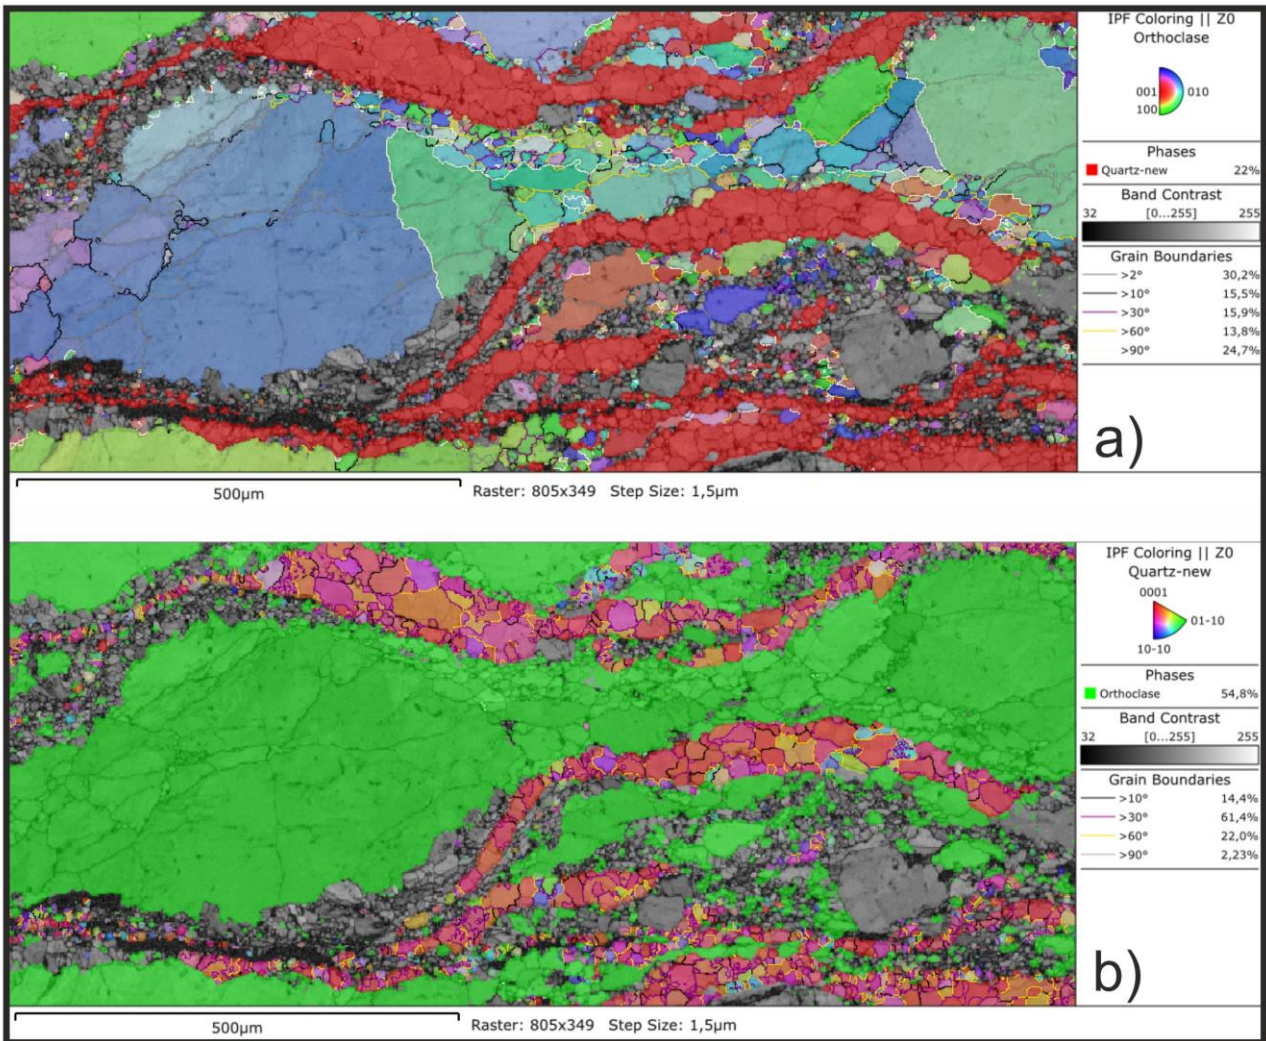 IPF Coloring || Z0
Orthoclase
001 010
100
Phases
Quartz-new 22%
Band Contrast
32 [0...255] 255
Grain Boundaries
>2° 30,2%
>10° 15,5%
>30° 15,9%
>60° 13,8%
>90° 24,7%
a)
500µm Raster: 805x349 Step Size: 1,5µm
IPF Coloring || Z0
Quartz-new
0001
01-10
10-10
Phases
Orthoclase 54,8%
Band Contrast
32 [0...255] 255
Grain Boundaries
>10° 14,4%
>30° 61,4%
>60° 22,0%
>90° 2,23%
b)
500µm Raster: 805x349 Step Size: 1,5µm